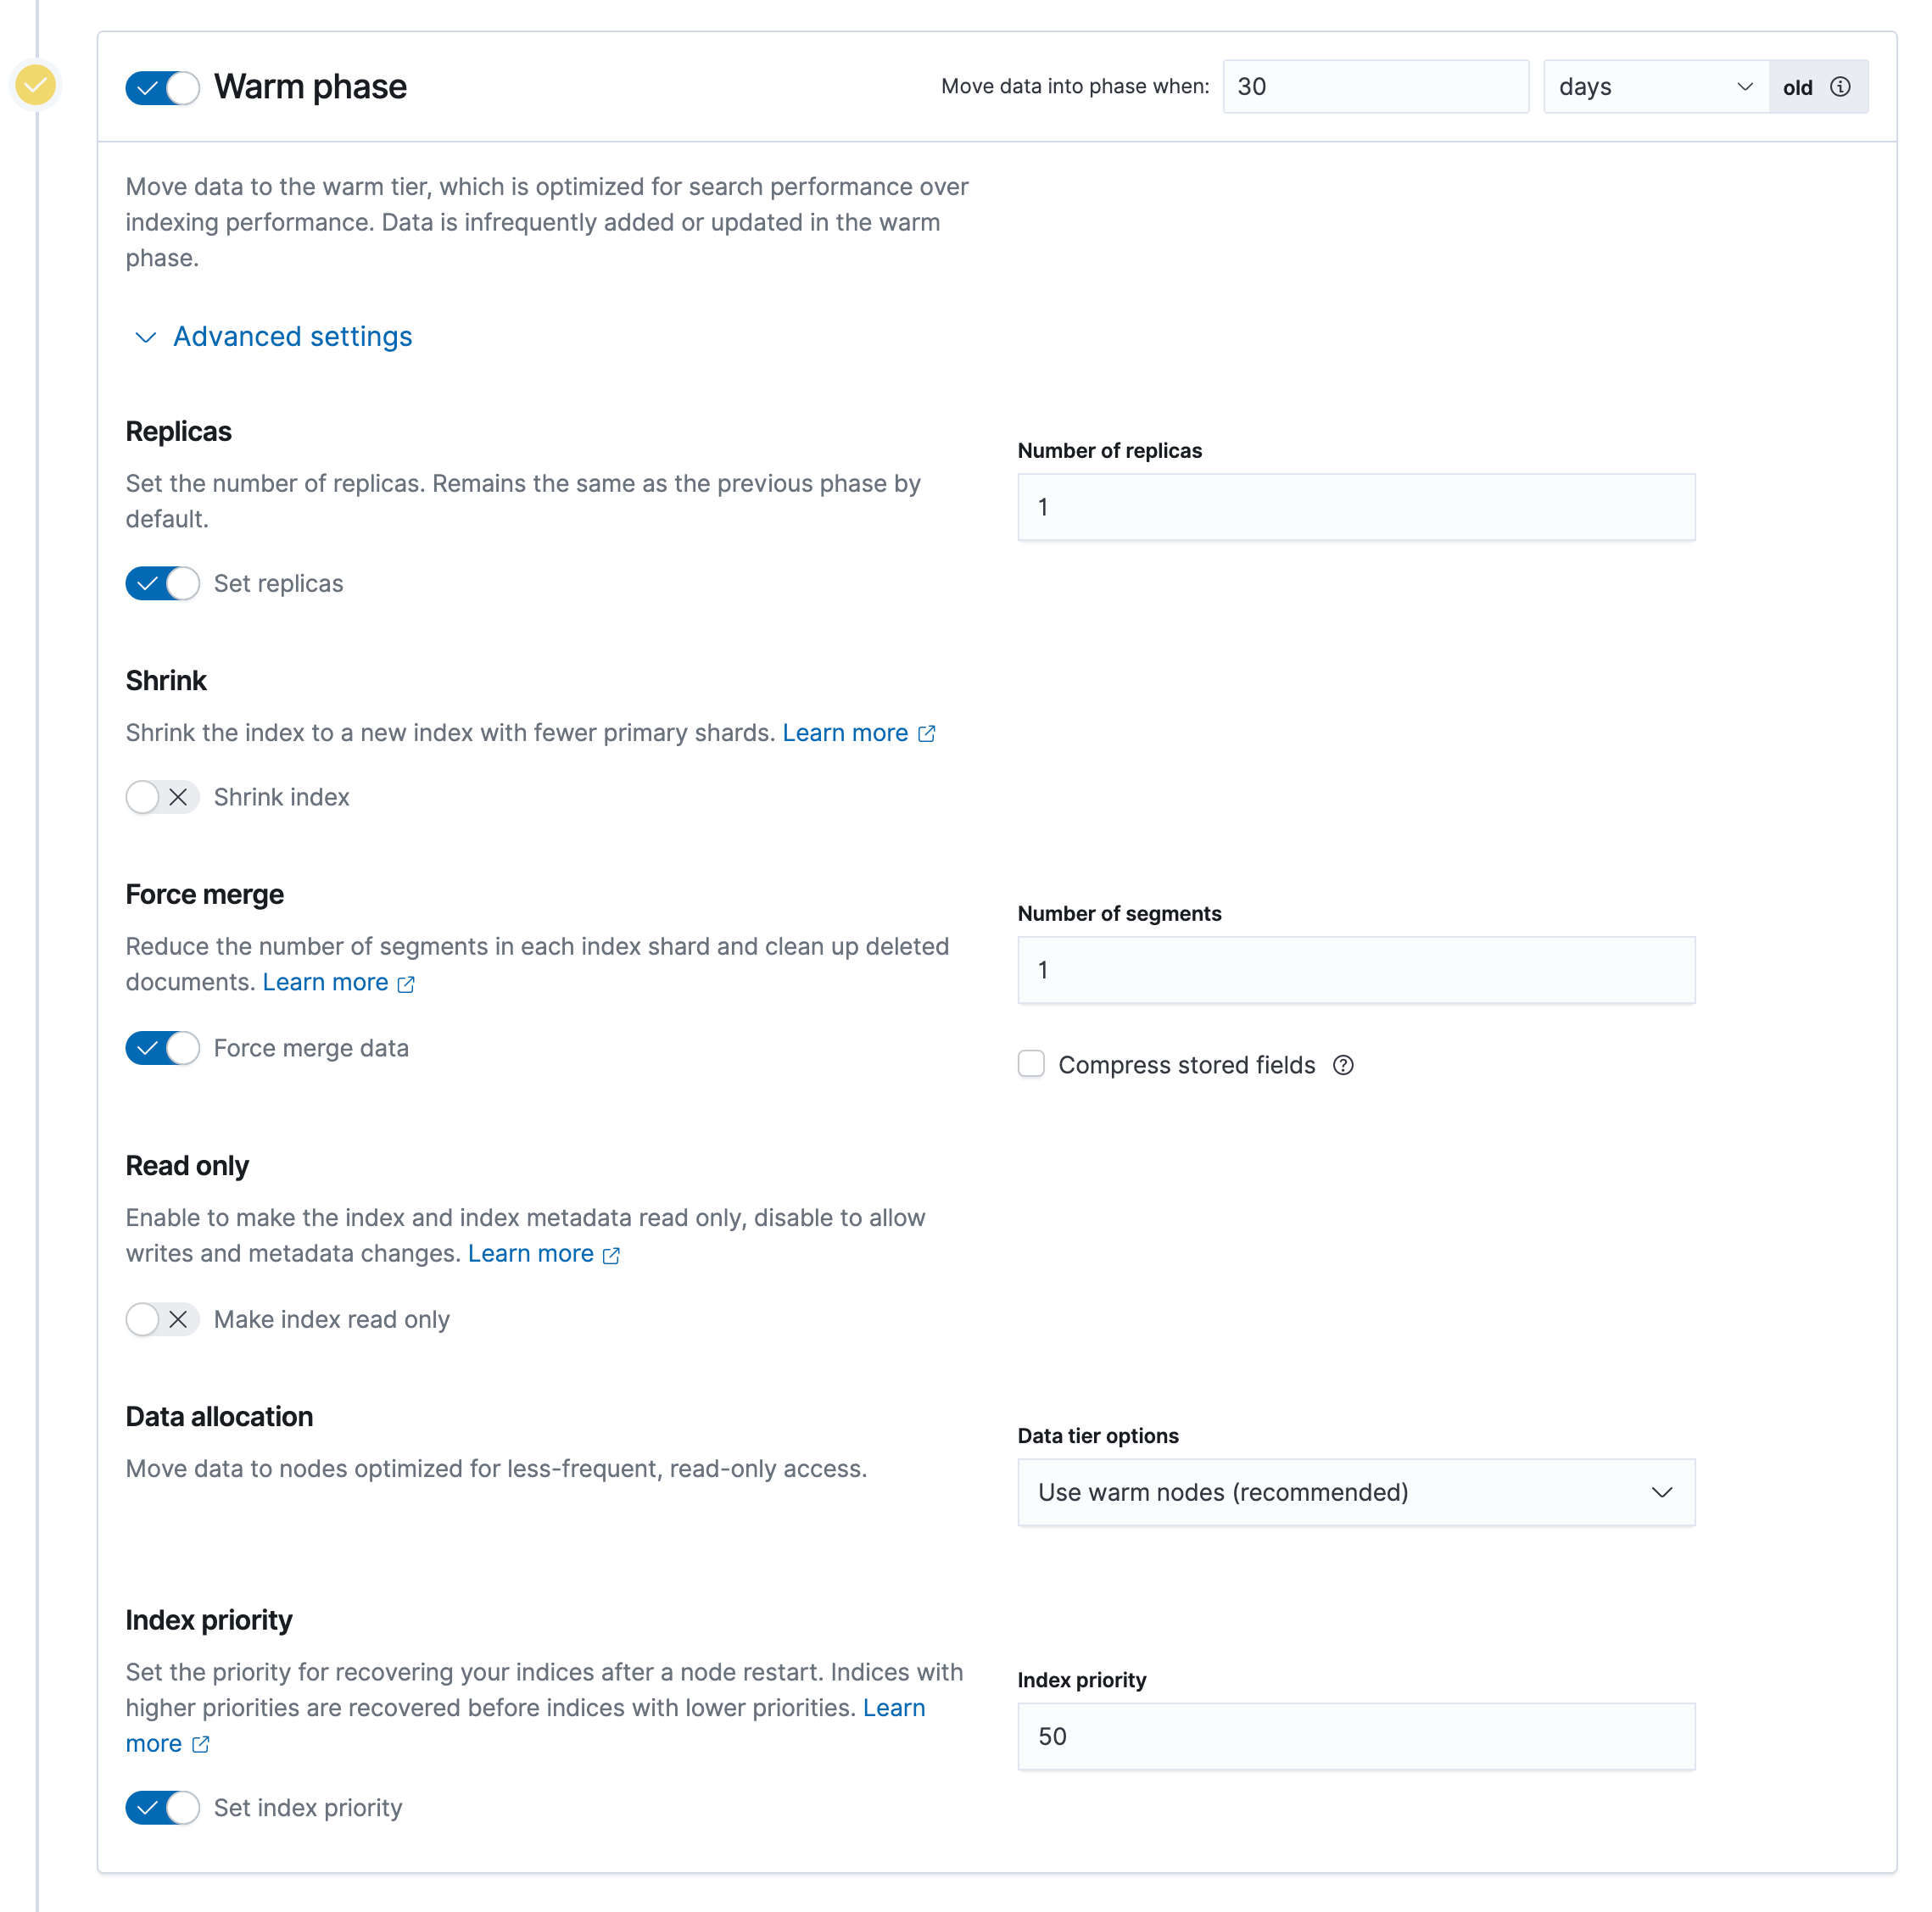 Warm phase
Move data into phase when:
30
days
old
Move data to the warm tier, which is optimized for search performance over
indexing performance. Data is infrequently added or updated in the warm
phase.
Advanced settings
Replicas
Set the number of replicas. Remains the same as the previous phase by
default.
Set replicas
Number of replicas
1
Shrink
Shrink the index to a new index with fewer primary shards. Learn more
Shrink index
Force merge
Reduce the number of segments in each index shard and clean up deleted
documents. Learn more
Force merge data
Number of segments
1
Compress stored fields
Read only
Enable to make the index and index metadata read only, disable to allow
writes and metadata changes. Learn more
Make index read only
Data allocation
Move data to nodes optimized for less-frequent, read-only access.
Data tier options
Use warm nodes (recommended)
Index priority
Set the priority for recovering your indices after a node restart. Indices with
higher priorities are recovered before indices with lower priorities. Learn
more
Set index priority
Index priority
50